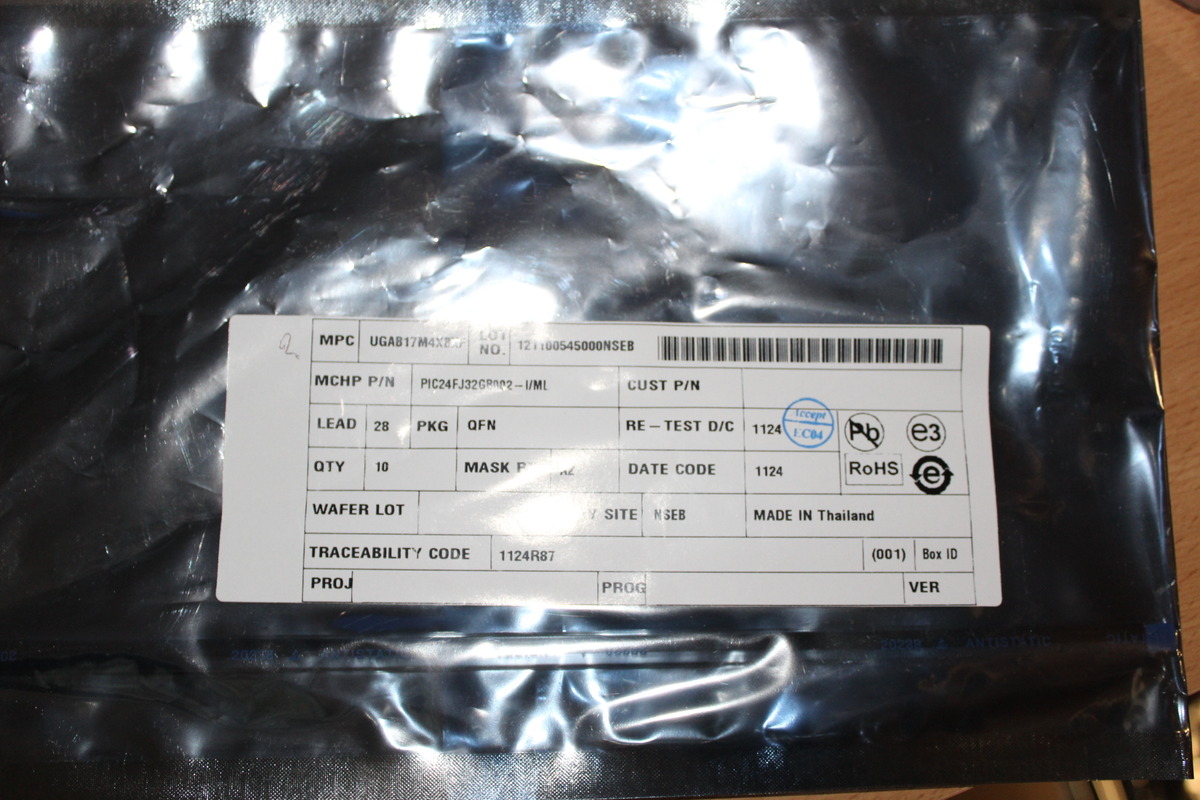 MPC LOT NO. 121100545000NSEB
MCHP P/N PIC24FJ32GB002-I/ML CUST P/N
LEAD 28 PKG QFN RE-TEST D/C 1124 Accept EC04 Pb e3
QTY 10 MASK DATE CODE 1124 RoHS e
WAFER LOT SITE NSEB MADE IN Thailand
TRACEABILITY CODE 1124R87 (001) Box ID
PROJ PROG VER
ANTISTATIC